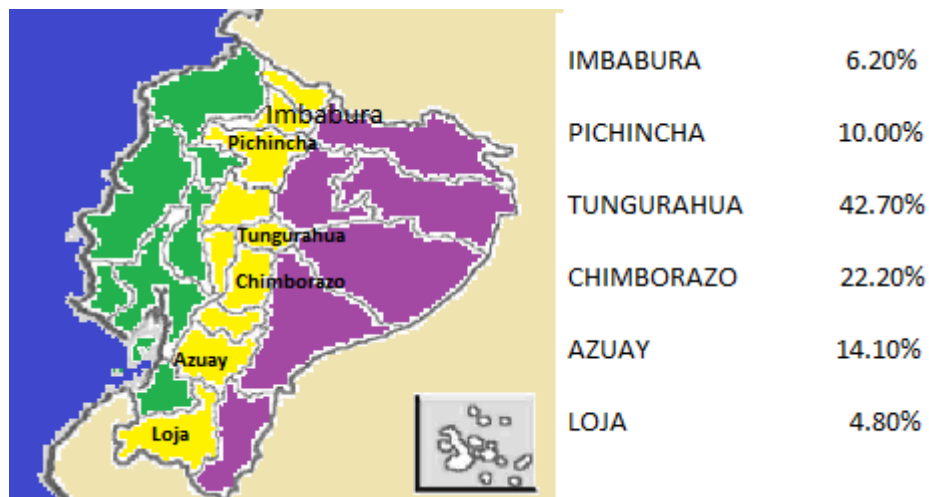 Imbabura
Pichincha
Tungurahua
Chimborazo
Azuay
Loja
IMBABURA 6.20%
PICHINCHA 10.00%
TUNGURAHUA 42.70%
CHIMBORAZO 22.20%
AZUAY 14.10%
LOJA 4.80%